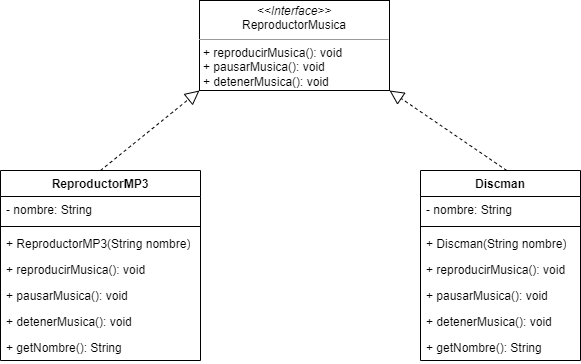 <<Interface>>
ReproductorMusica
+ reproducirMusica(): void
+ pausarMusica(): void
+ detenerMusica(): void
ReproductorMP3
- nombre: String
+ ReproductorMP3(String nombre)
+ reproducirMusica(): void
+ pausarMusica(): void
+ detenerMusica(): void
+ getNombre(): String
Discman
- nombre: String
+ Discman(String nombre)
+ reproducirMusica(): void
+ pausarMusica(): void
+ detenerMusica(): void
+ getNombre(): String